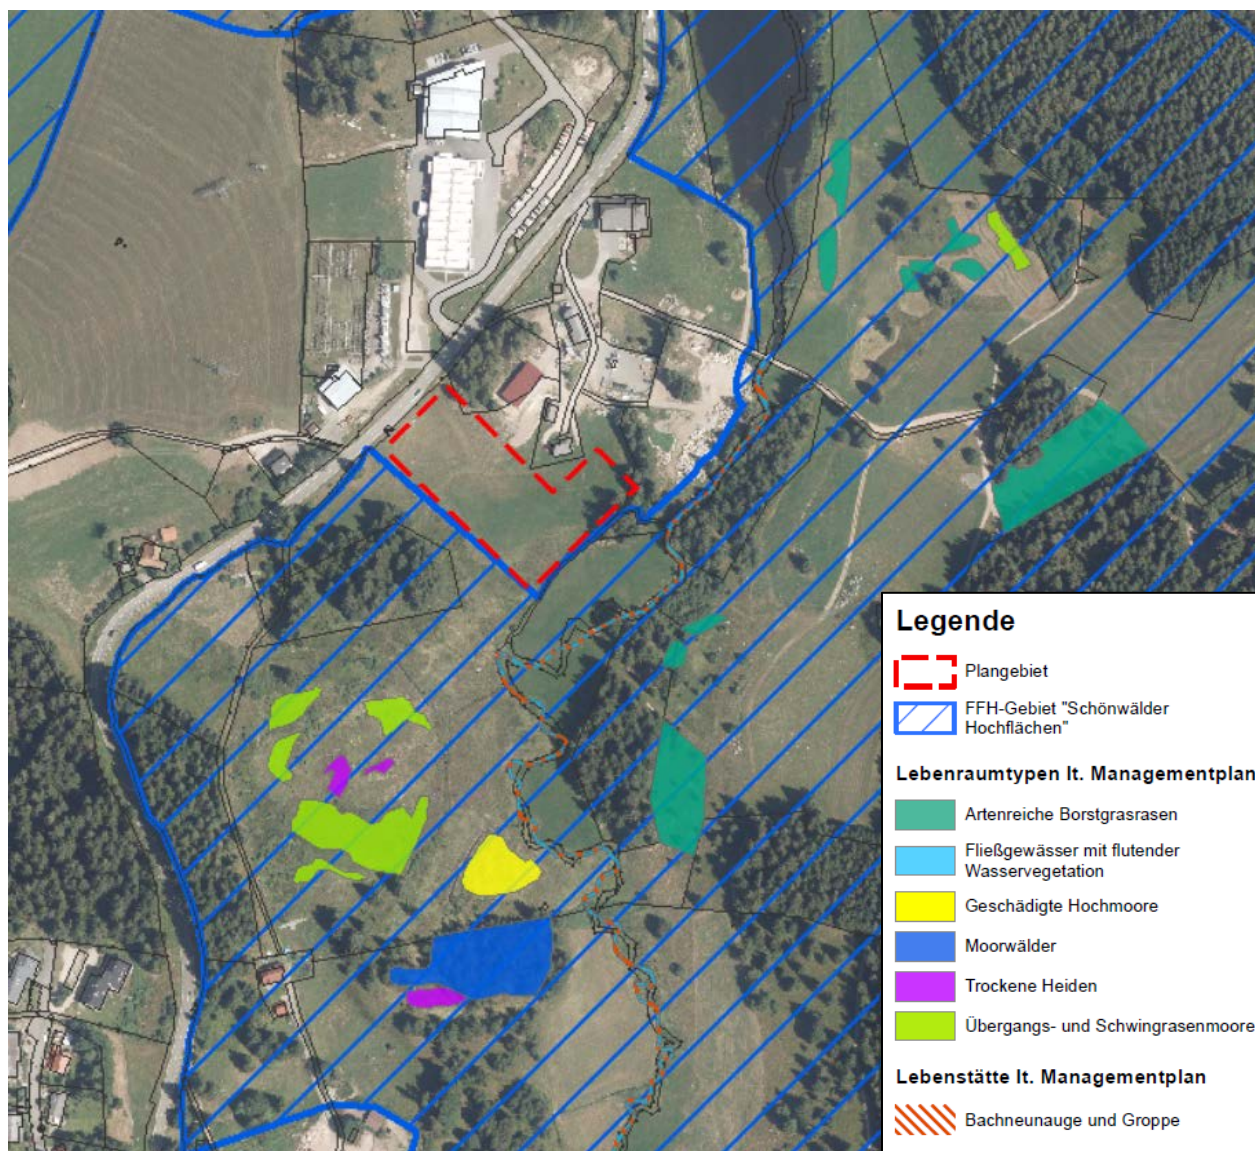 Legende
Plangebiet
FFH-Gebiet "Schönwälder
Hochflächen"
Lebenraumtypen lt. Managementplan
Artenreiche Borstgrasrasen
Fließgewässer mit flutender
Wasservegetation
Geschädigte Hochmoore
Moorwälder
Trockene Heiden
Übergangs- und Schwingrasenmoore
Lebenstätte lt. Managementplan
Bachneunauge und Groppe